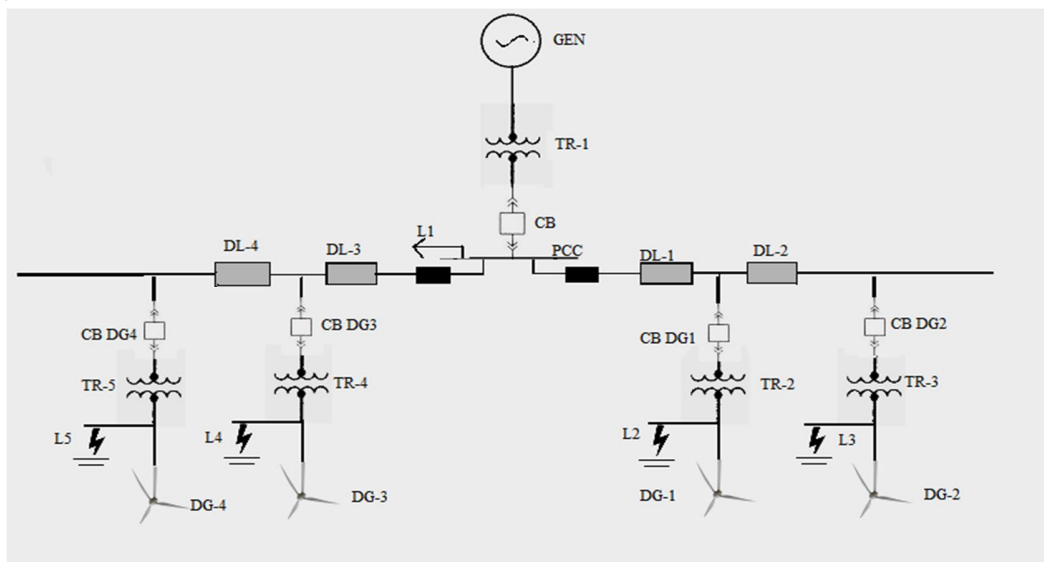 GEN
TR-1
CB
L1
PCC
DL-4
DL-3
DL-1
DL-2
CB DG4
CB DG3
CB DG1
CB DG2
TR-5
TR-4
TR-2
TR-3
L5
L4
L2
L3
DG-4
DG-3
DG-1
DG-2